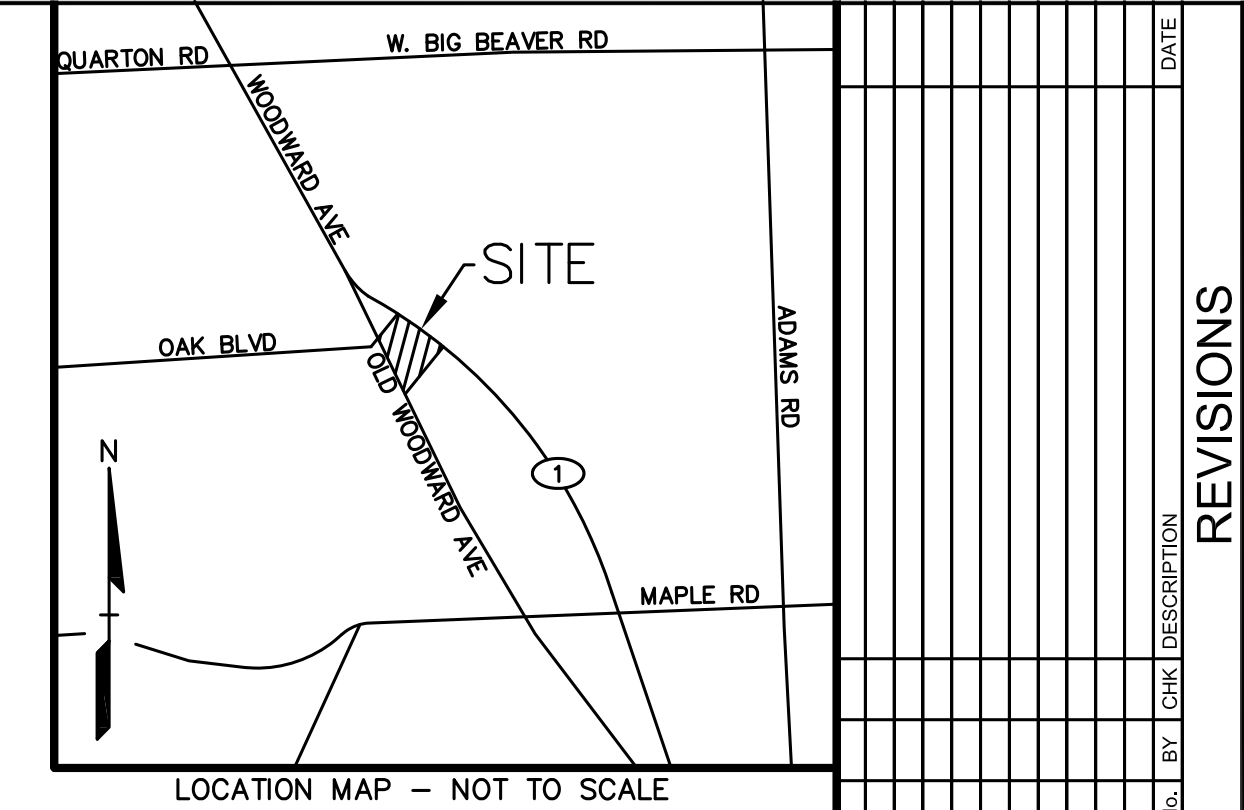 QUARTON RD
W. BIG BEAVER RD
WOODWARD AVE
SITE
OAK BLVD
OLD WOODWARD AVE
ADAMS RD
N
1
MAPLE RD
LOCATION MAP – NOT TO SCALE
DATE
DESCRIPTION
CHK
BY
REVISIONS